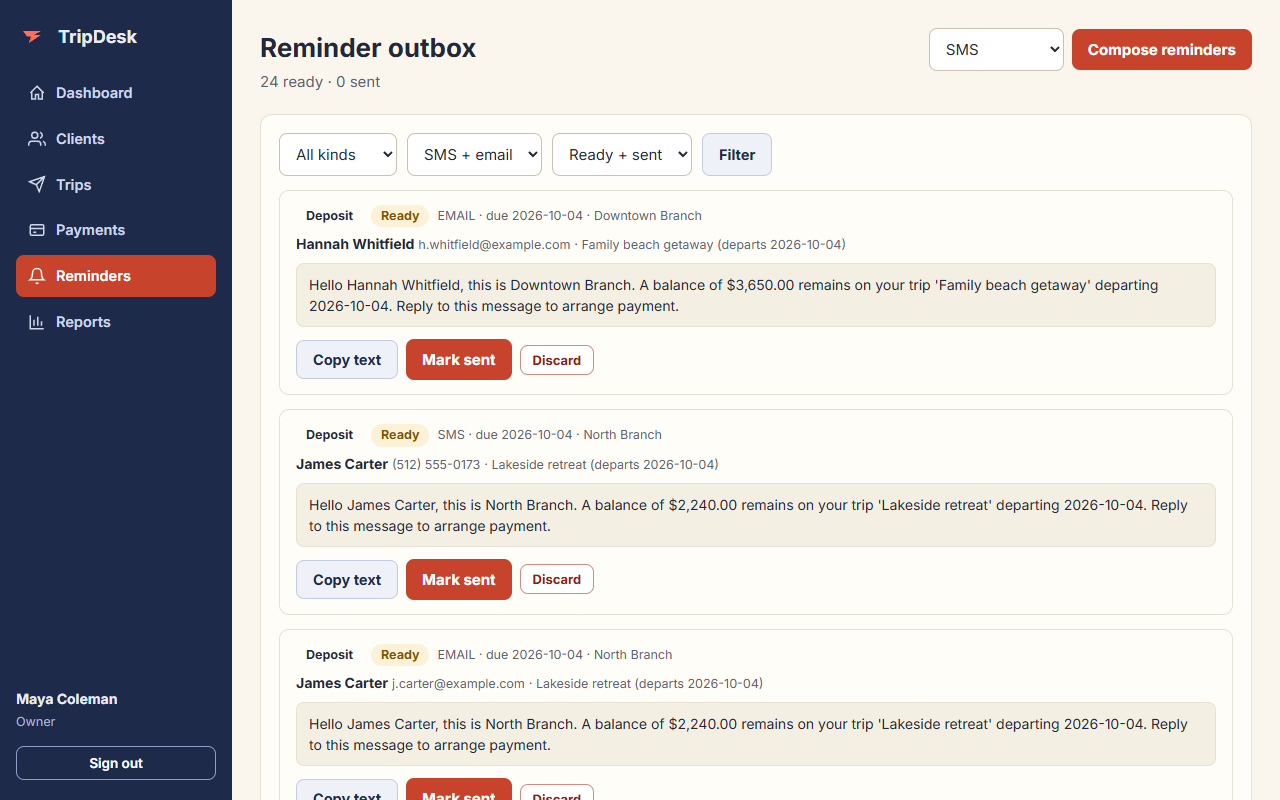 TripDesk
Dashboard
Clients
Trips
Payments
Reminders
Reports
Maya Coleman
Owner
Sign out
Reminder outbox
24 ready · 0 sent
SMS
Compose reminders
All kinds
SMS + email
Ready + sent
Filter
Deposit Ready EMAIL · due 2026-10-04 · Downtown Branch
Hannah Whitfield h.whitfield@example.com · Family beach getaway (departs 2026-10-04)
Hello Hannah Whitfield, this is Downtown Branch. A balance of $3,650.00 remains on your trip 'Family beach getaway' departing
2026-10-04. Reply to this message to arrange payment.
Copy text Mark sent Discard
Deposit Ready SMS · due 2026-10-04 · North Branch
James Carter (512) 555-0173 · Lakeside retreat (departs 2026-10-04)
Hello James Carter, this is North Branch. A balance of $2,240.00 remains on your trip 'Lakeside retreat' departing 2026-10-04. Reply
to this message to arrange payment.
Copy text Mark sent Discard
Deposit Ready EMAIL · due 2026-10-04 · North Branch
James Carter j.carter@example.com · Lakeside retreat (departs 2026-10-04)
Hello James Carter, this is North Branch. A balance of $2,240.00 remains on your trip 'Lakeside retreat' departing 2026-10-04. Reply
to this message to arrange payment.
Copy text Mark sent Discard